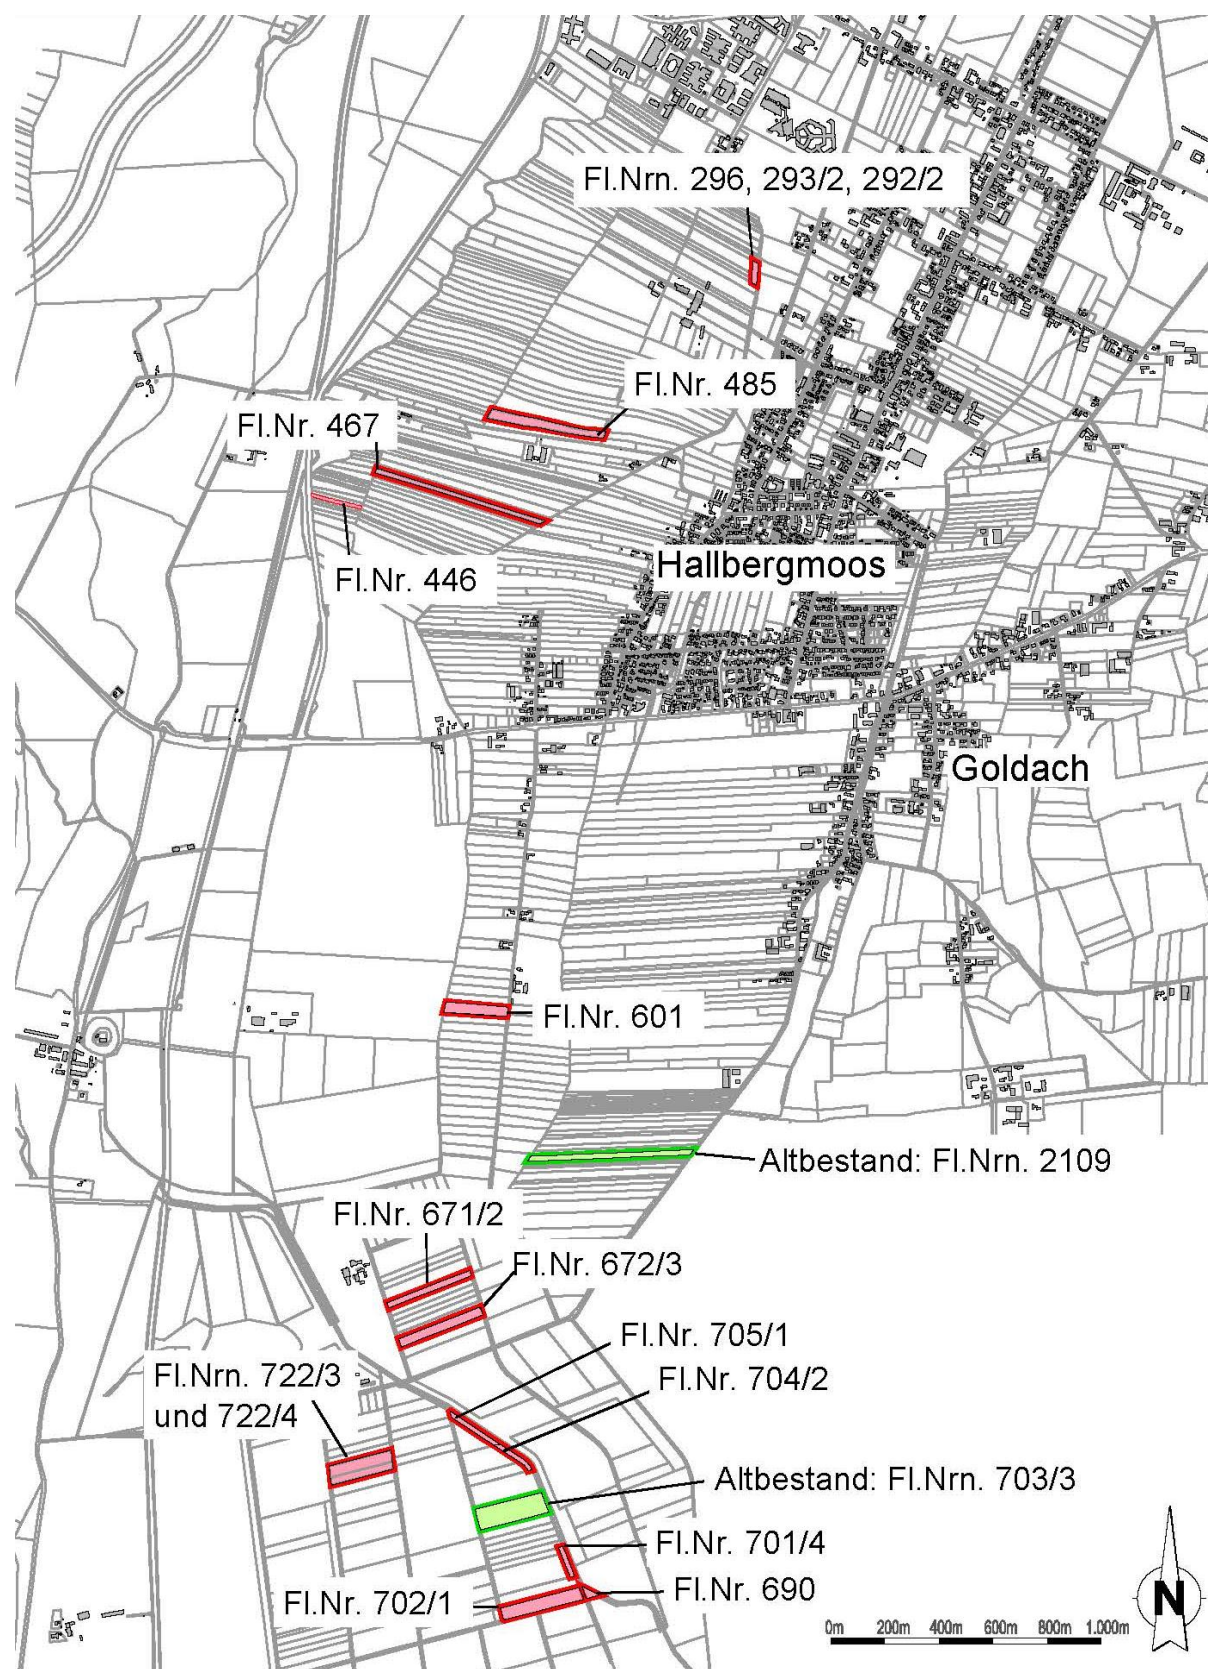 Fl.Nrn. 296, 293/2, 292/2
Fl.Nr. 485
Fl.Nr. 467
Fl.Nr. 446
Hallbergmoos
Goldach
Fl.Nr. 601
Altbestand: Fl.Nrn. 2109
Fl.Nr. 671/2
Fl.Nr. 672/3
Fl.Nr. 705/1
Fl.Nrn. 722/3
und 722/4
Fl.Nr. 704/2
Altbestand: Fl.Nrn. 703/3
Fl.Nr. 701/4
Fl.Nr. 690
Fl.Nr. 702/1
N
0m 200m 400m 600m 800m 1.000m